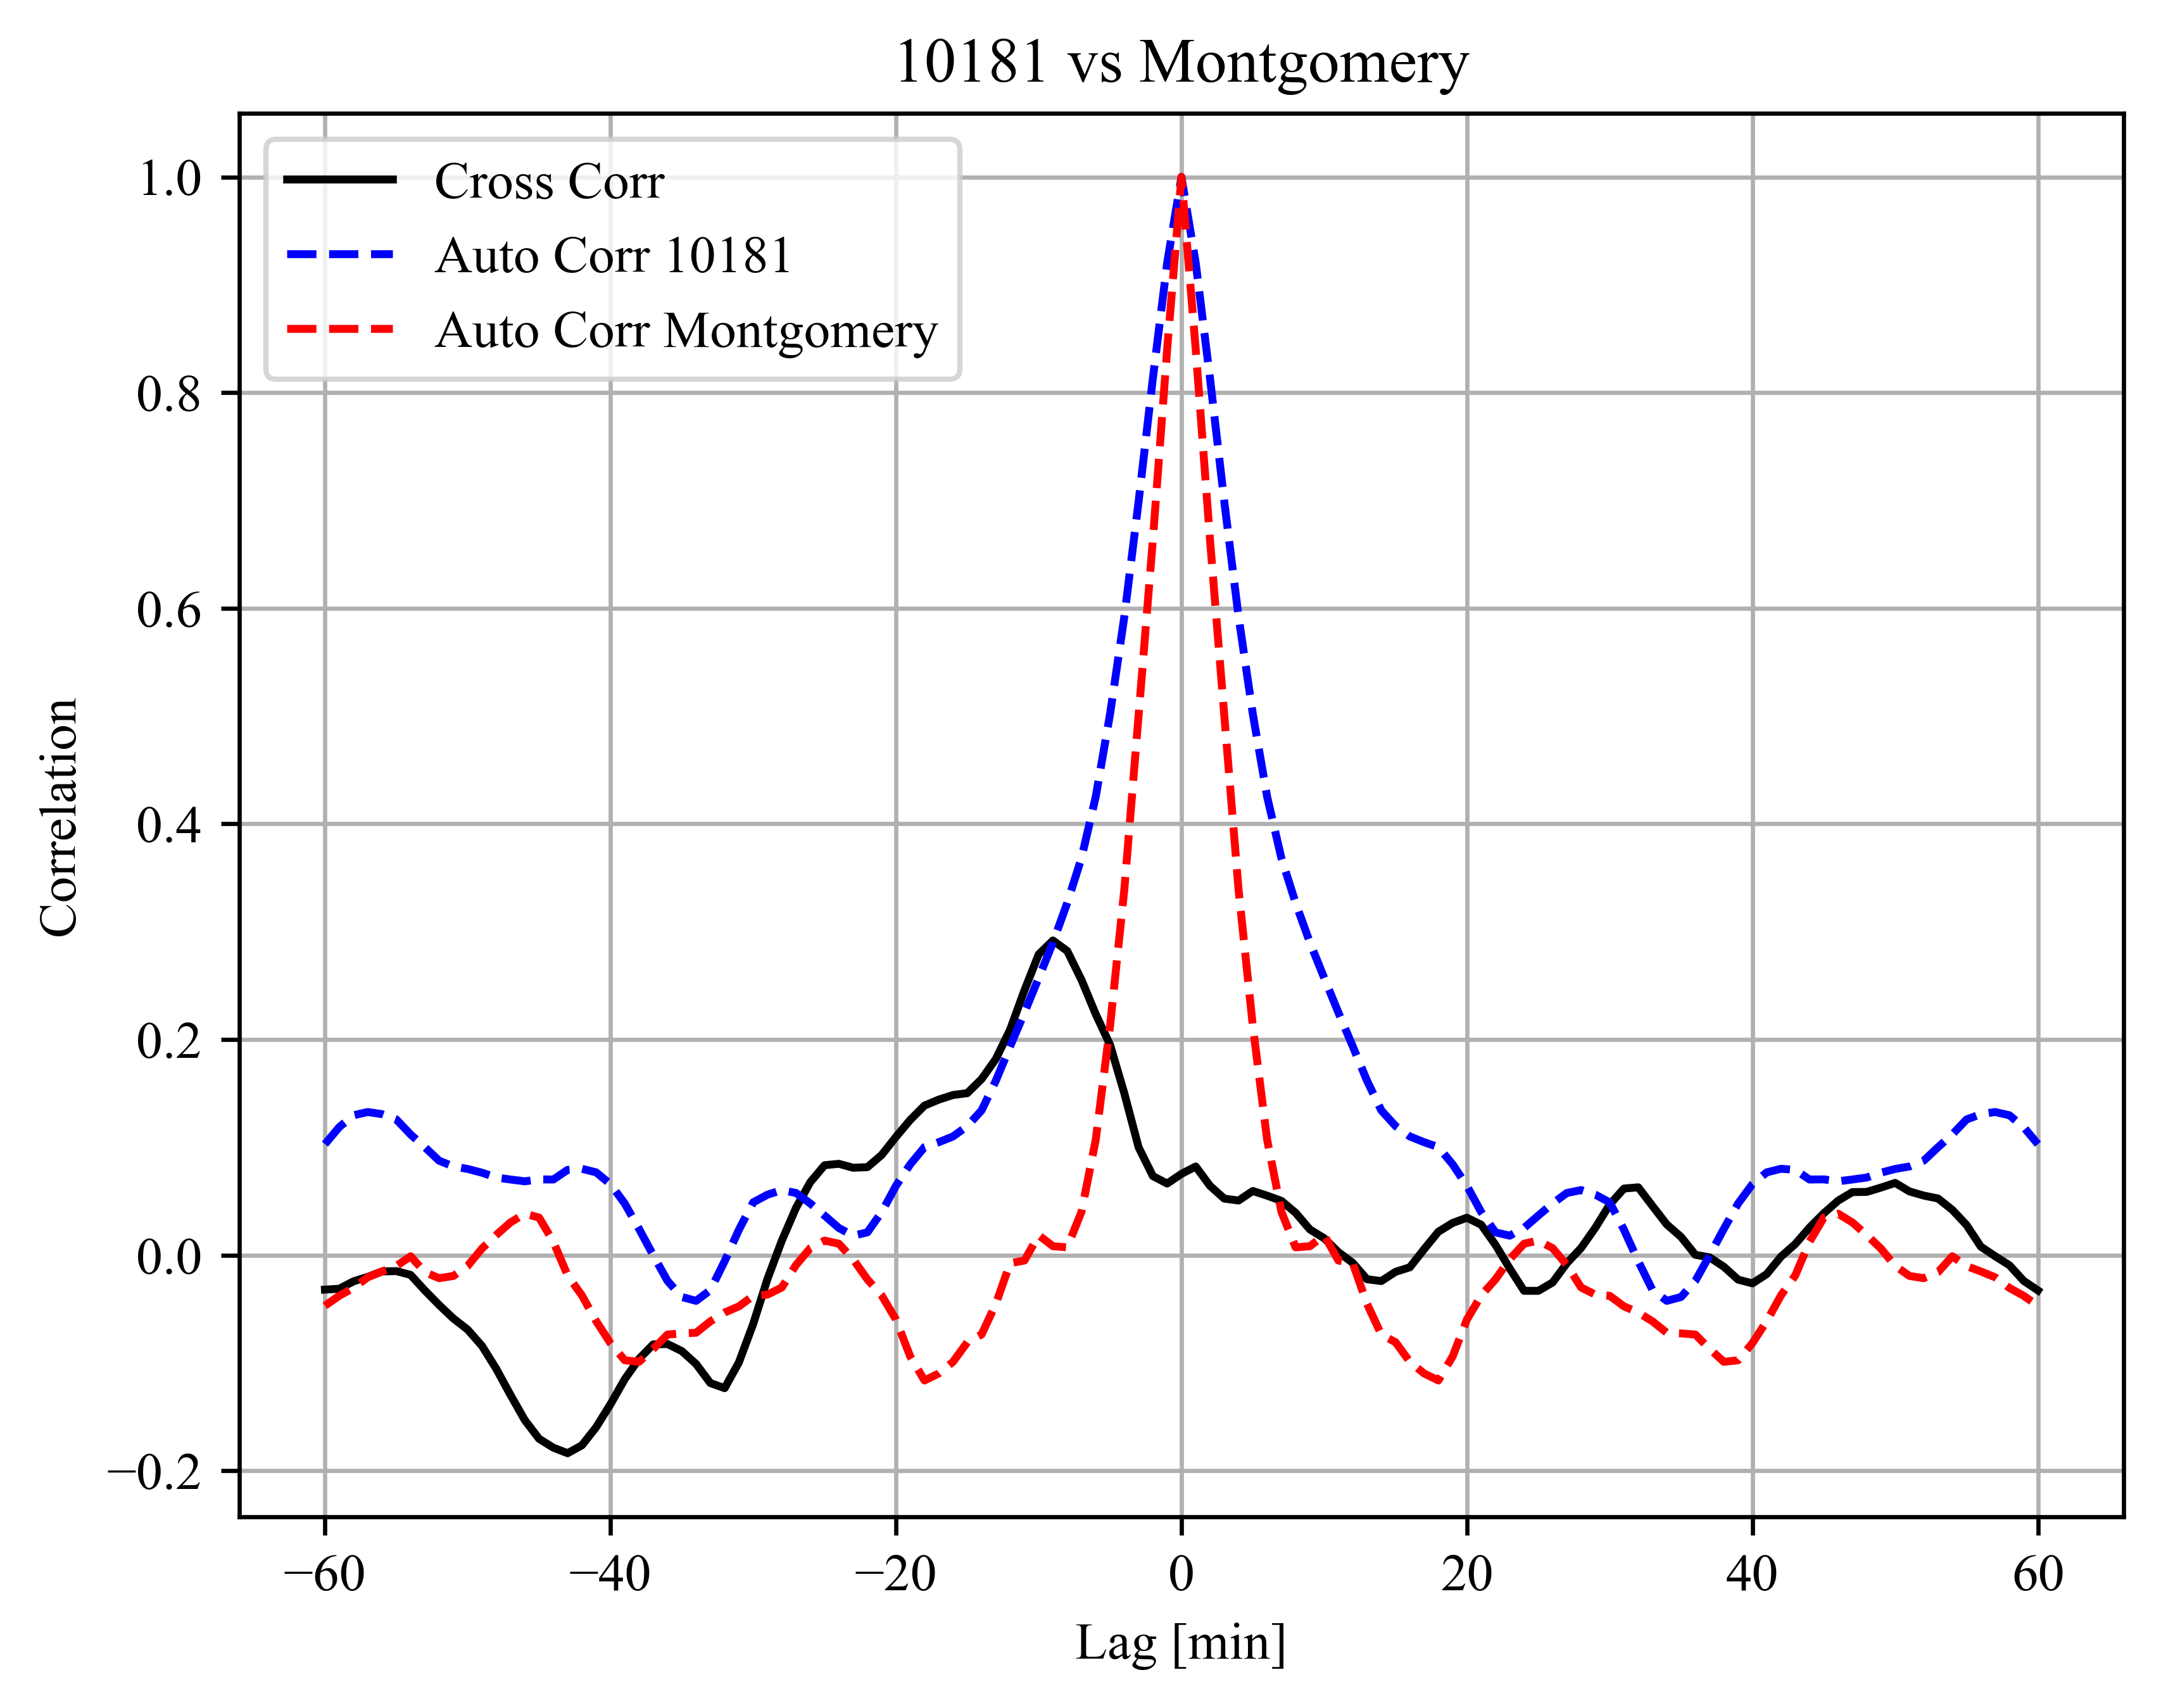 10181 vs Montgomery
Cross Corr
Auto Corr 10181
Auto Corr Montgomery
1.0
0.8
0.6
0.4
0.2
0.0
−0.2
Correlation
−60 −40 −20 0 20 40 60
Lag [min]